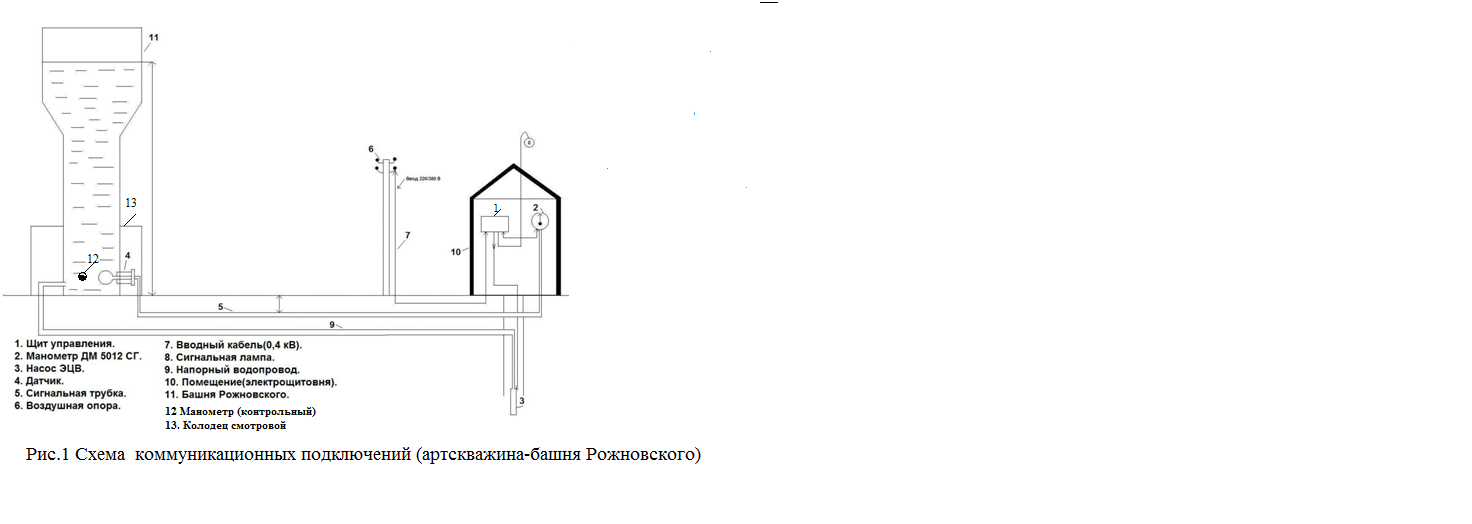 11
6
8
Ввод 220/380 В
13
1
2
7
10
12
4
5
9
3
1. Щит управления.
2. Манометр ДМ 5012 СГ.
3. Насос ЭЦВ.
4. Датчик.
5. Сигнальная трубка.
6. Воздушная опора.
7. Вводный кабель(0,4 кВ).
8. Сигнальная лампа.
9. Напорный водопровод.
10. Помещение(электрощитовня).
11. Башня Рожновского.
12 Манометр (контрольный)
13. Колодец смотровой
Рис.1 Схема коммуникационных подключений (артскважина-башня Рожновского)